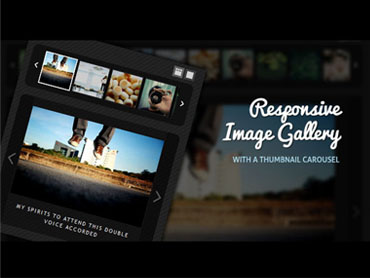 Responsive
Image Gallery
WITH A THUMBNAIL CAROUSEL
MY SPIRITS TO ATTEND THIS DOUBLE
VOICE ACCORDED